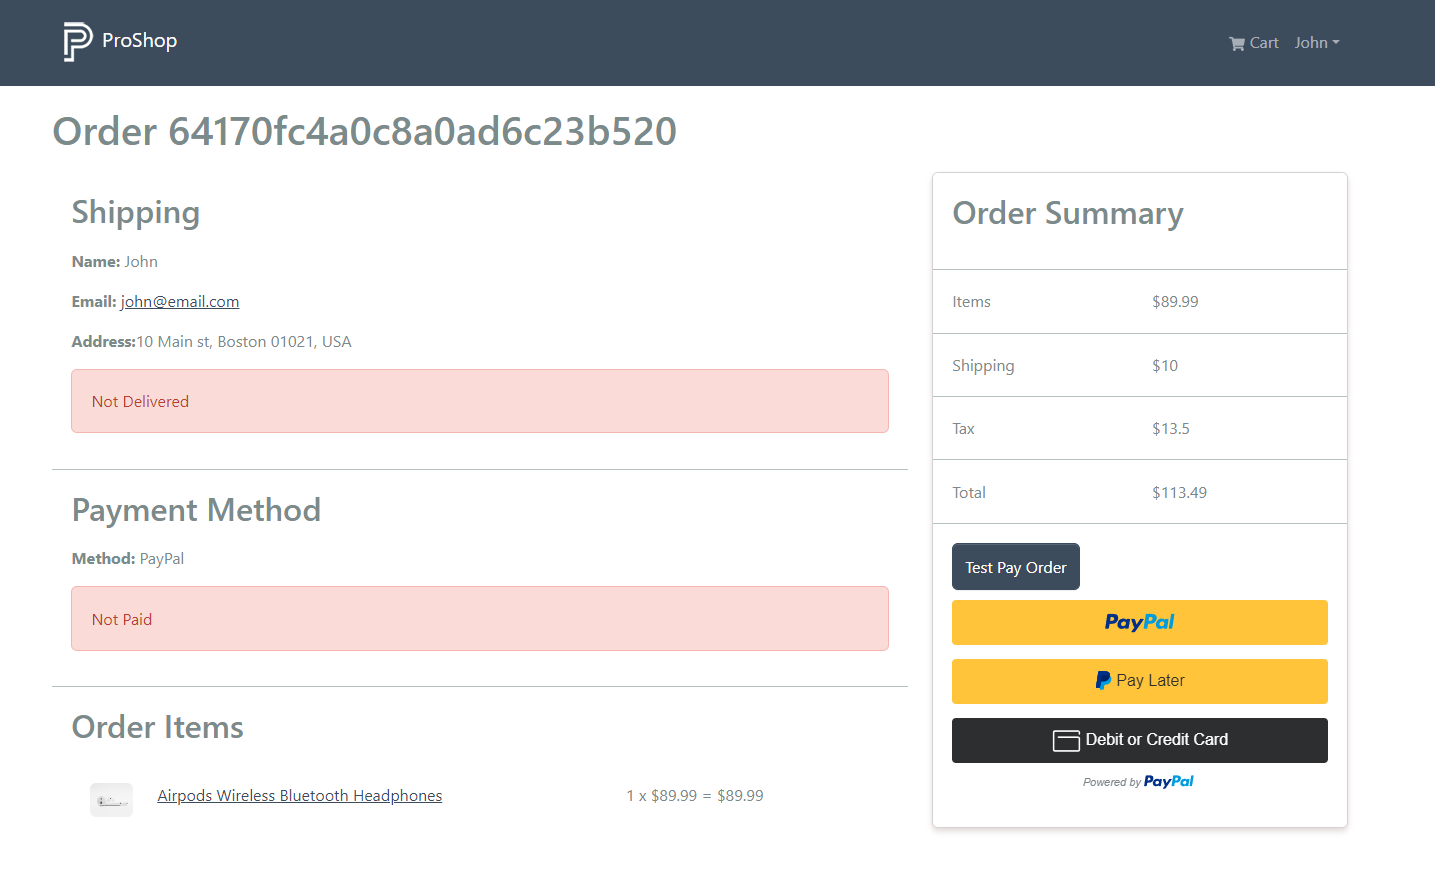 ProShop
Cart John
Order 64170fc4a0c8a0ad6c23b520
Shipping
Name: John
Email: john@email.com
Address:10 Main st, Boston 01021, USA
Not Delivered
Payment Method
Method: PayPal
Not Paid
Order Items
Airpods Wireless Bluetooth Headphones 1 x $89.99 = $89.99
Order Summary
Items $89.99
Shipping $10
Tax $13.5
Total $113.49
Test Pay Order
PayPal
Pay Later
Debit or Credit Card
Powered by PayPal